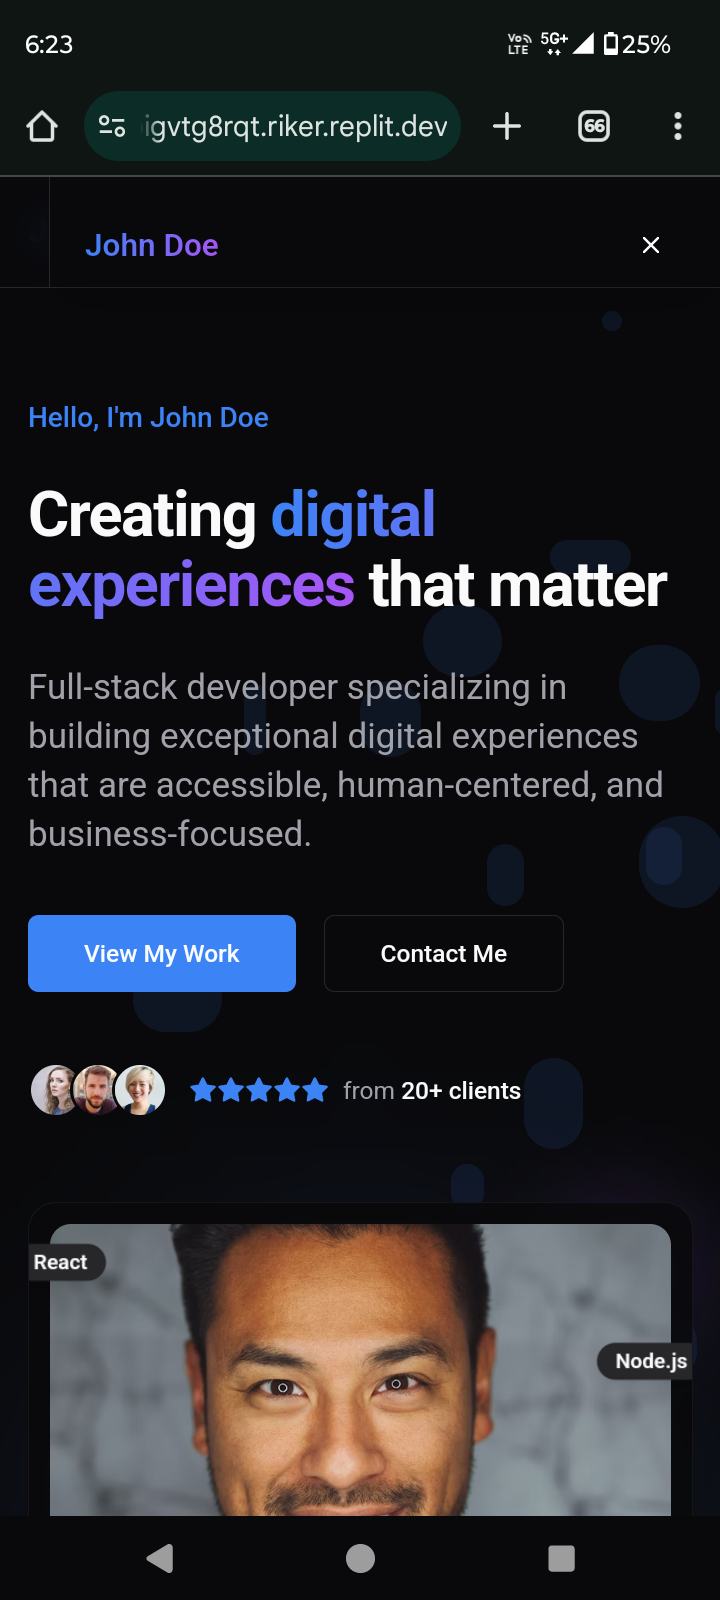 6:23
Vo LTE 5G+ 25%
igvtg8rqt.riker.replit.dev
66
John Doe
Hello, I'm John Doe
Creating digital
experiences that matter
Full-stack developer specializing in
building exceptional digital experiences
that are accessible, human-centered, and
business-focused.
View My Work
Contact Me
from 20+ clients
React
Node.js